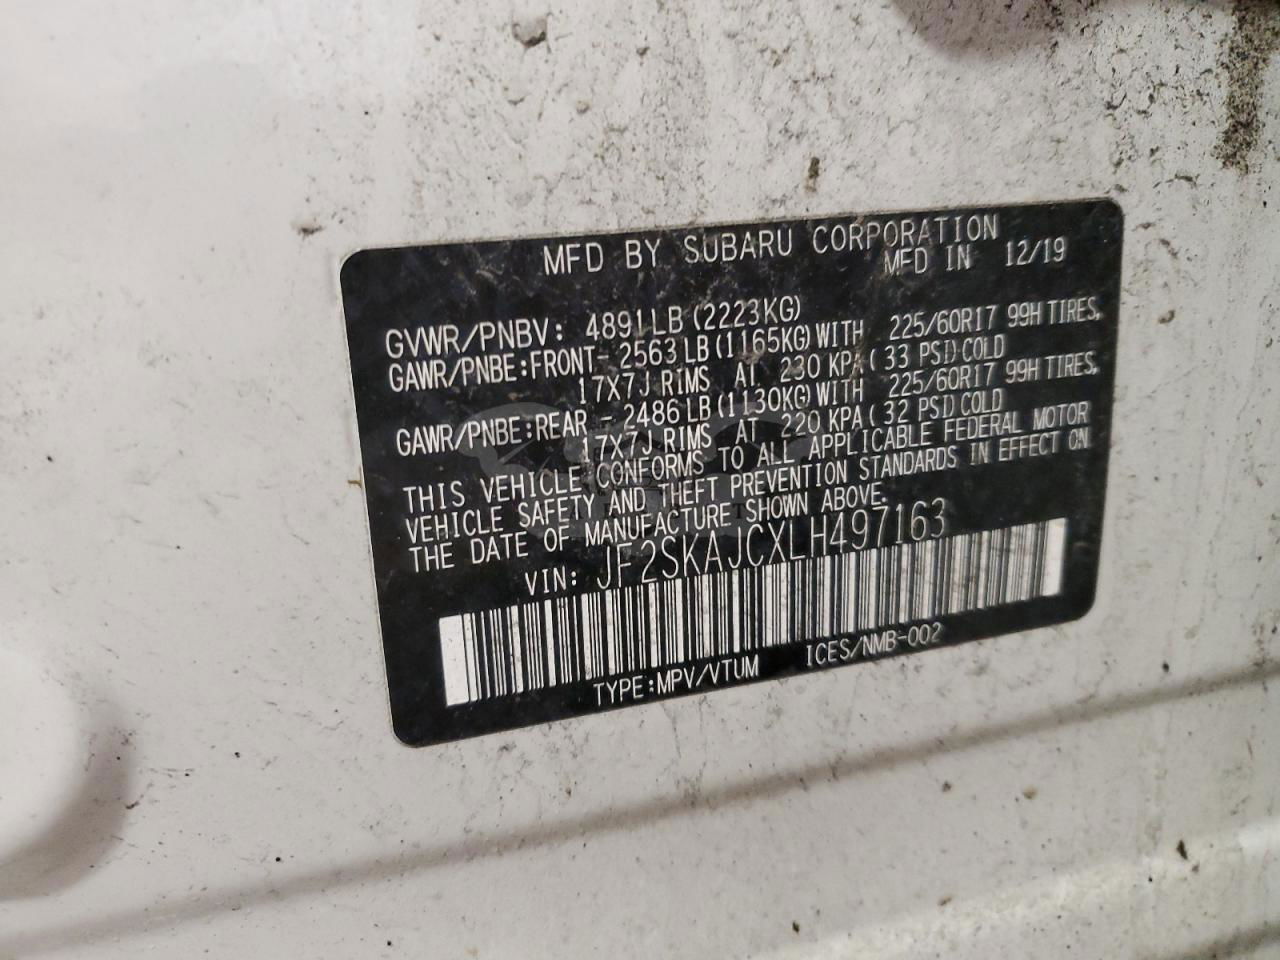 MFD BY SUBARU CORPORATION
MFD IN 12/19
GVWR/PNBV: 4891LB (2223KG)
GAWR/PNBE:FRONT- 2563 LB (1165KG) WITH 225/60R17 99H TIRES,
17X7J RIMS AT 230 KPA ( 33 PSI) COLD
GAWR/PNBE:REAR - 2486 LB (1130KG) WITH 225/60R17 99H TIRES,
17X7J RIMS AT 220 KPA ( 32 PSI) COLD
THIS VEHICLE CONFORMS TO ALL APPLICABLE FEDERAL MOTOR
VEHICLE SAFETY AND THEFT PREVENTION STANDARDS IN EFFECT ON
THE DATE OF MANUFACTURE SHOWN ABOVE.
VIN: JF2SKAJCXLH497163
TYPE:MPV/VTUM ICES/NMB-002